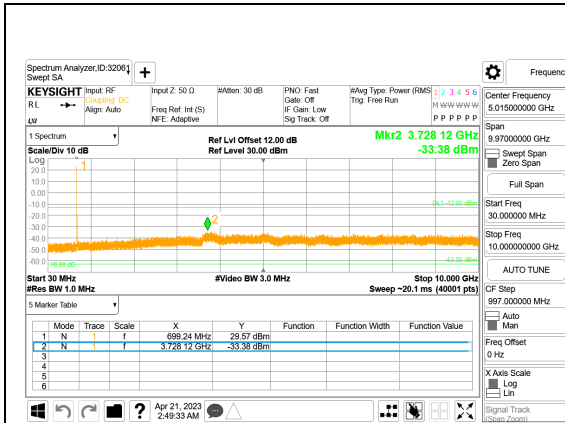 Spectrum Analyzer,ID:32061
Swept SA
+
Frequenc
KEYSIGHT
RL
Input: RF
Coupling: DC
Align: Auto
Input Z: 50 Ω
Freq Ref: Int (S)
NFE: Adaptive
#Atten: 30 dB
PNO: Fast
Gate: Off
IF Gain: Low
Sig Track: Off
#Avg Type: Power (RMS
Trig: Free Run
1 2 3 4 5 6
M W W W W W
P P P P P P
1 Spectrum
Scale/Div 10 dB
Ref Lvl Offset 12.00 dB
Ref Level 30.00 dBm
Mkr2 3.728 12 GHz
-33.38 dBm
Log
20.0
10.0
0.00
-10.0
-20.0
-30.0
-40.0
-50.0
-60.0
1
2
DL1 -13.00 dBm
Start 30 MHz
#Res BW 1.0 MHz
#Video BW 3.0 MHz
Stop 10.000 GHz
Sweep ~20.1 ms (40001 pts)
5 Marker Table
Mode Trace Scale X Y Function Function Width Function Value
1 N 1 f 699.24 MHz 29.57 dBm
2 N 1 f 3.728 12 GHz -33.38 dBm
3
4
5
6
Apr 21, 2023
2:49:33 AM
Center Frequency
5.015000000 GHz
Span
9.97000000 GHz
Swept Span
Zero Span
Full Span
Start Freq
30.000000 MHz
Stop Freq
10.000000000 GHz
AUTO TUNE
CF Step
997.000000 MHz
Auto
Man
Freq Offset
0 Hz
X Axis Scale
Log
Lin
Signal Track
(Span Zoom)